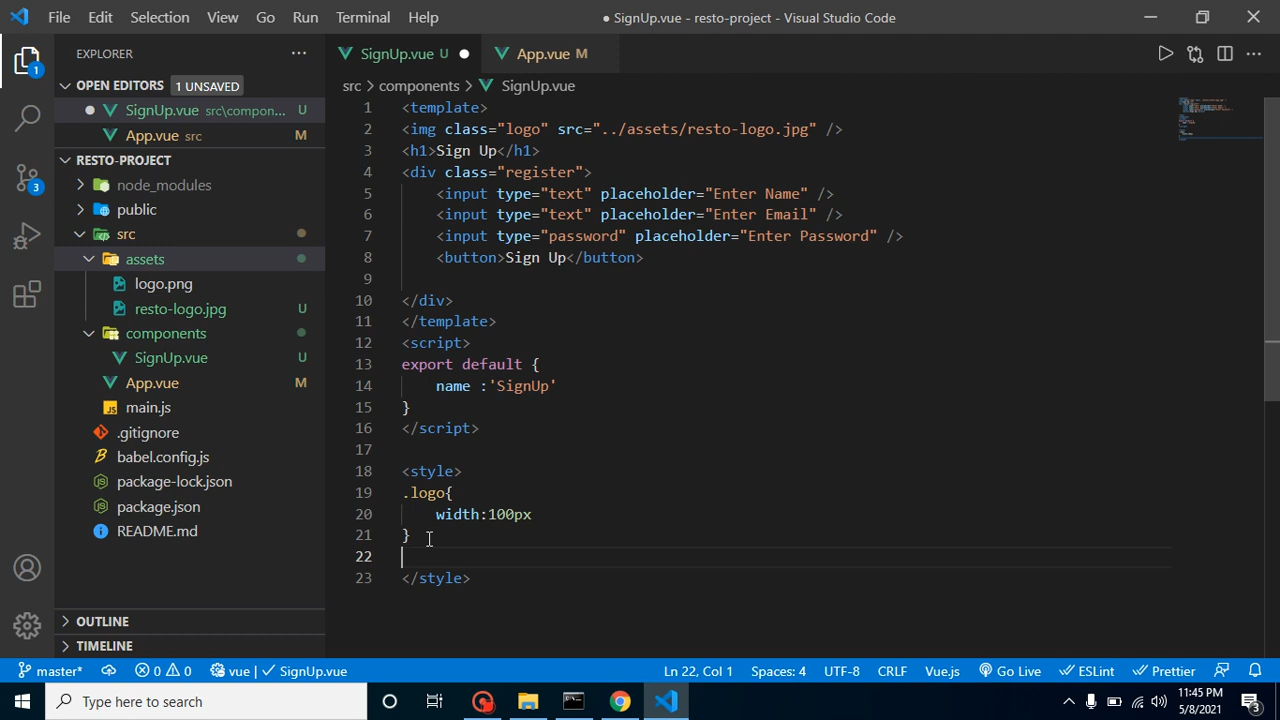 File Edit Selection View Go Run Terminal Help
● SignUp.vue - resto-project - Visual Studio Code
EXPLORER
OPEN EDITORS 1 UNSAVED
SignUp.vue src\compon... U
App.vue src M
RESTO-PROJECT
node_modules
public
src
assets
logo.png
resto-logo.jpg U
components
SignUp.vue U
App.vue M
main.js
.gitignore
babel.config.js
package-lock.json
package.json
README.md
OUTLINE
TIMELINE
1
3
SignUp.vue U
App.vue M
src > components > SignUp.vue
1 <template>
2 <img class="logo" src="../assets/resto-logo.jpg" />
3 <h1>Sign Up</h1>
4 <div class="register">
5 <input type="text" placeholder="Enter Name" />
6 <input type="text" placeholder="Enter Email" />
7 <input type="password" placeholder="Enter Password" />
8 <button>Sign Up</button>
9
10 </div>
11 </template>
12 <script>
13 export default {
14 name :'SignUp'
15 }
16 </script>
17
18 <style>
19 .logo{
20 width:100px
21 }
22
23 </style>
master* 0 0 vue | ✓ SignUp.vue Ln 22, Col 1 Spaces: 4 UTF-8 CRLF Vue.js Go Live ESLint Prettier
Type here to search
11:45 PM
5/8/2021
3